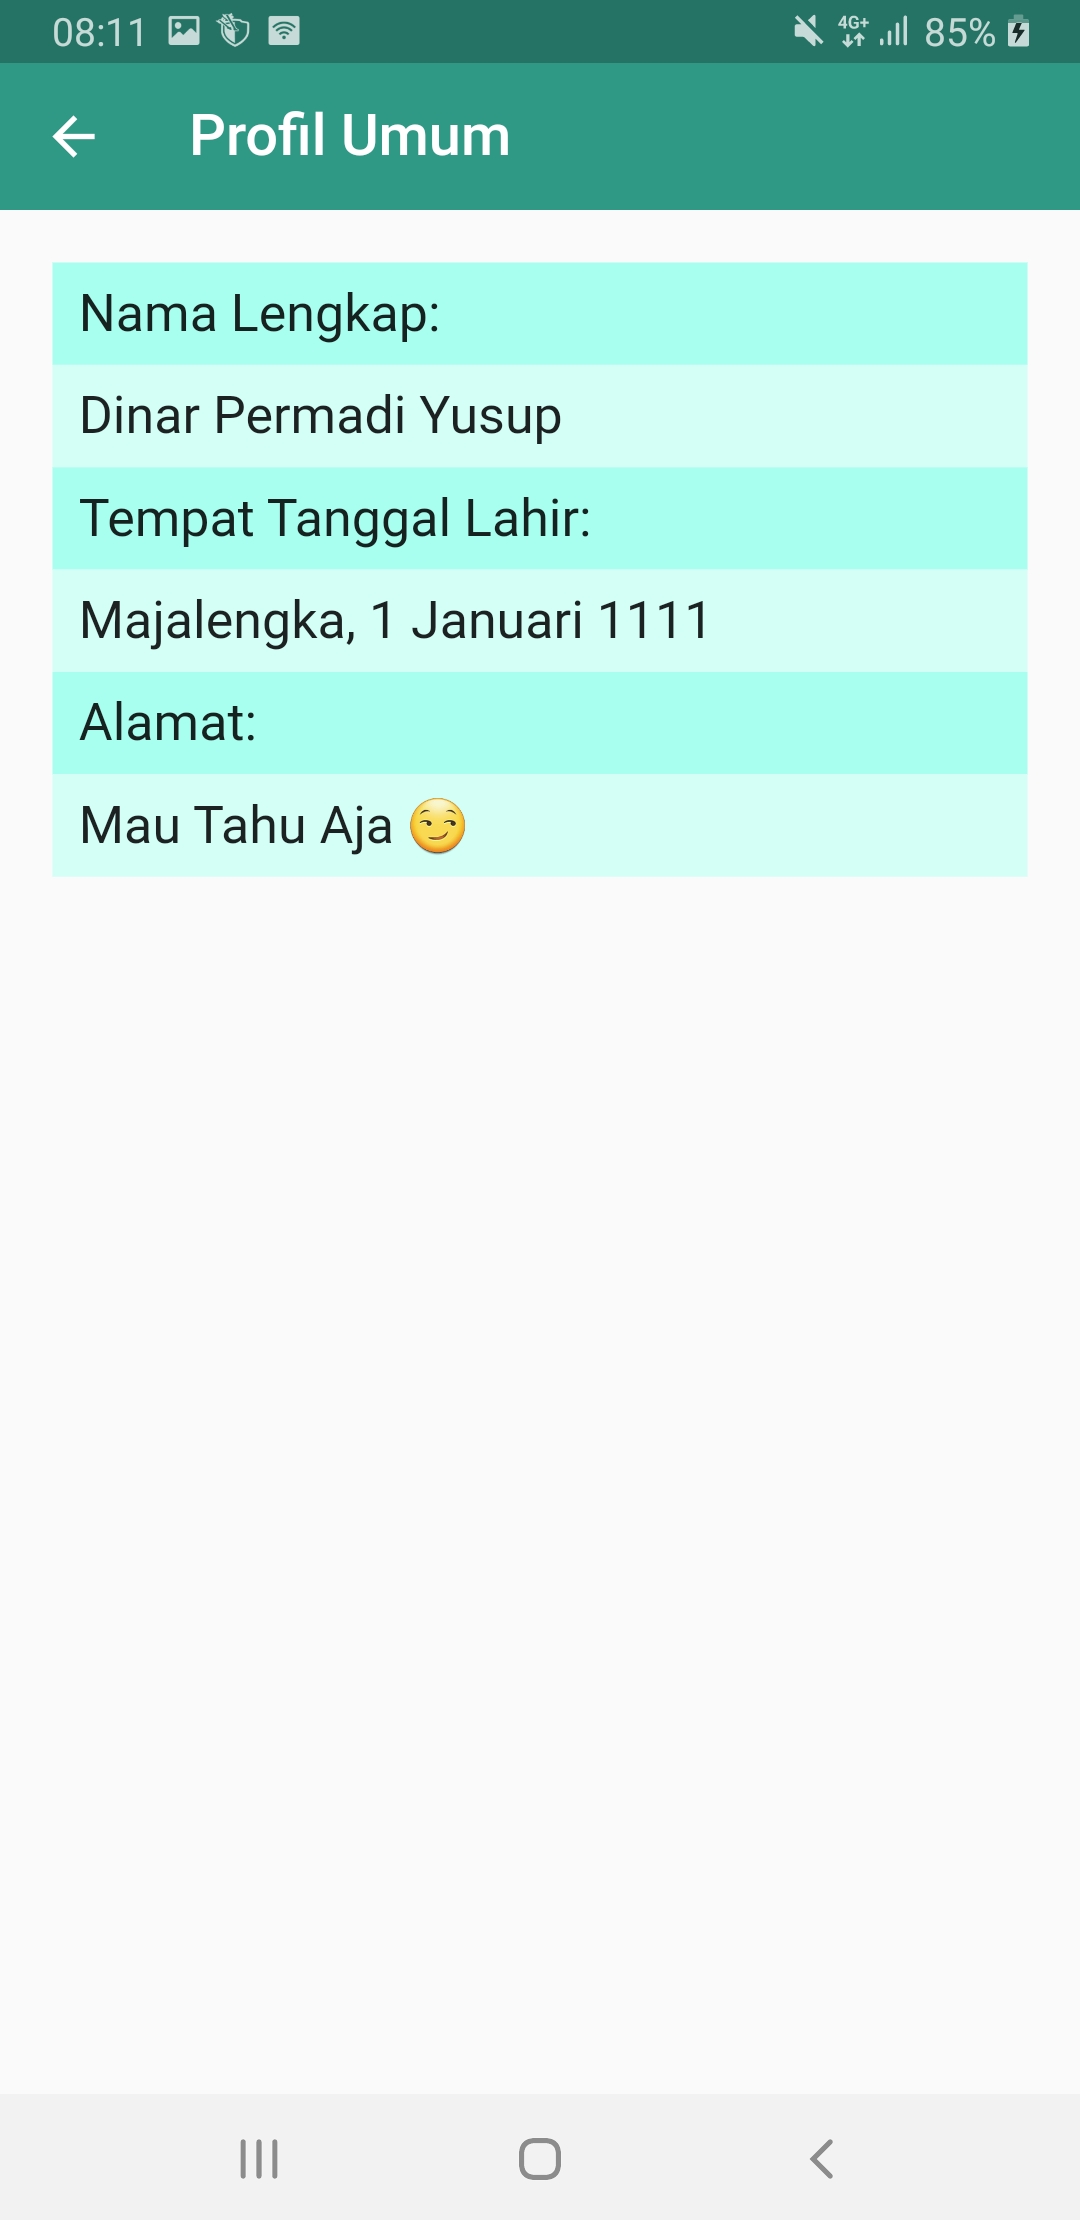 08:11 4G+ 85%
Profil Umum
Nama Lengkap:
Dinar Permadi Yusup
Tempat Tanggal Lahir:
Majalengka, 1 Januari 1111
Alamat:
Mau Tahu Aja 😏